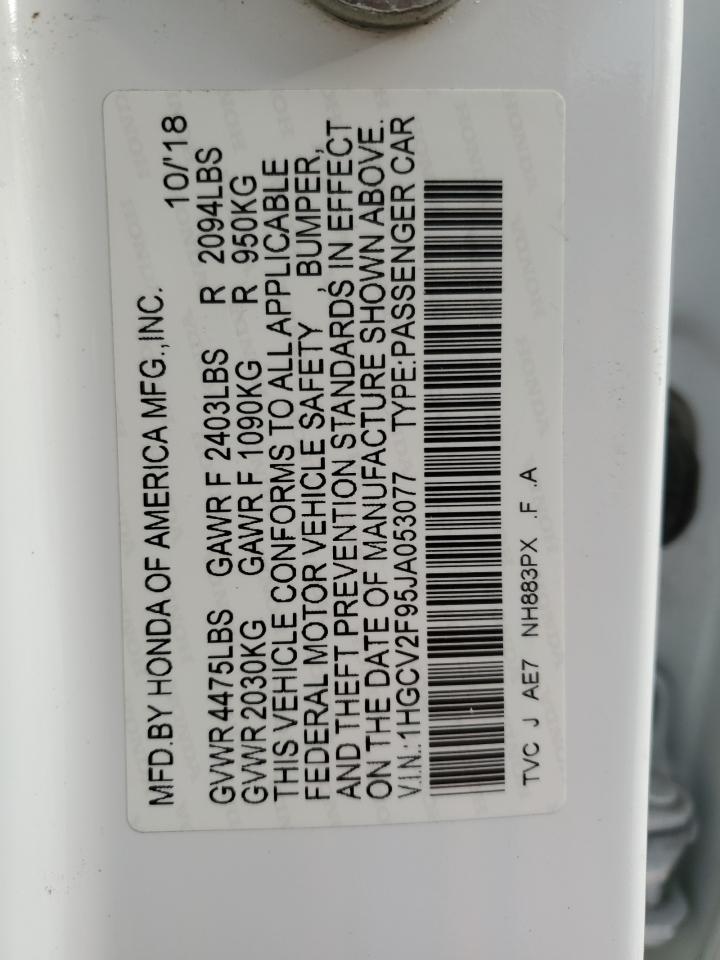 MFD.BY HONDA OF AMERICA MFG.,INC. 10/'18
GVWR 4475LBS GAWR F 2403LBS R 2094LBS
GVWR 2030KG GAWR F 1090KG R 950KG
THIS VEHICLE CONFORMS TO ALL APPLICABLE
FEDERAL MOTOR VEHICLE SAFETY , BUMPER,
AND THEFT PREVENTION STANDARDS IN EFFECT
ON THE DATE OF MANUFACTURE SHOWN ABOVE.
V.I.N.:1HGCV2F95JA053077 TYPE:PASSENGER CAR
TVC J AE7 NH883PX .F .A